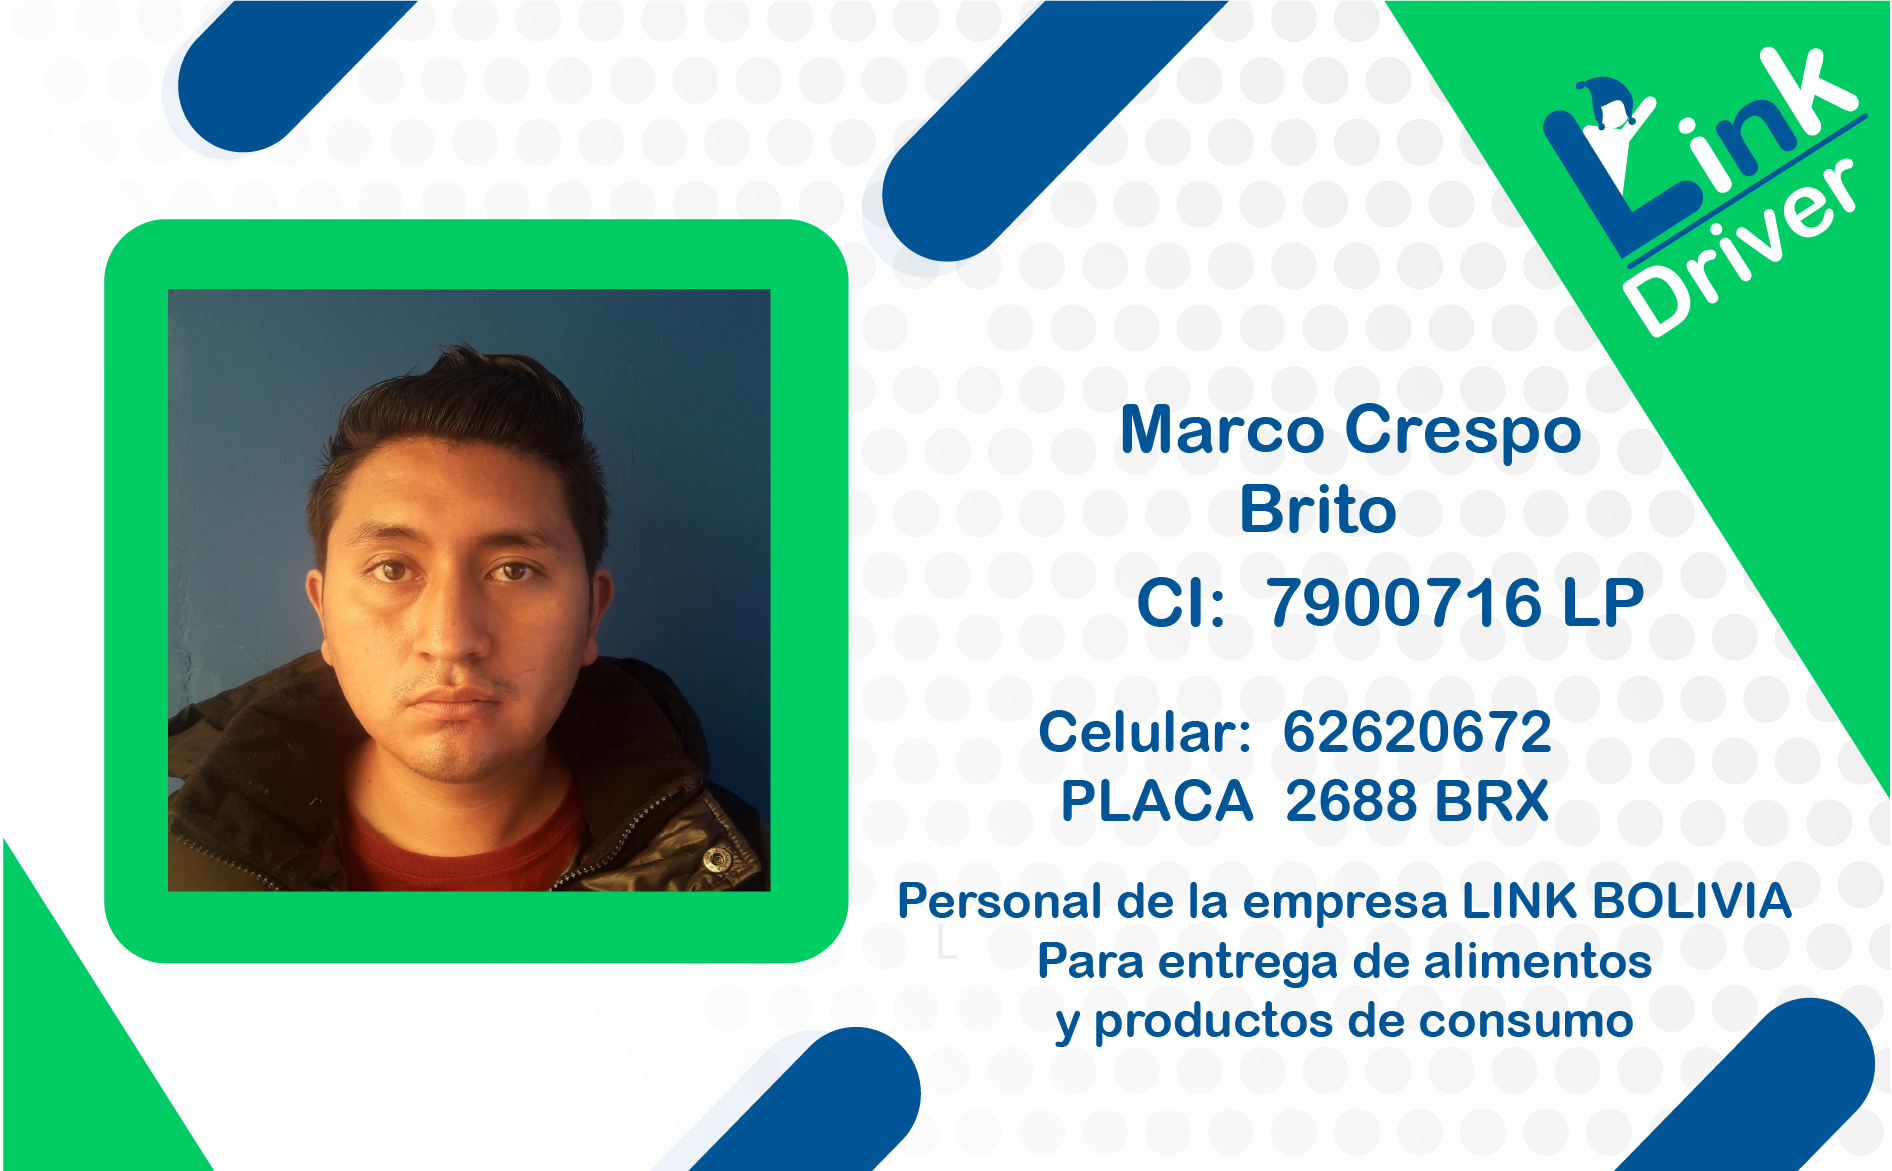 Link
Driver
Marco Crespo
Brito
CI: 7900716 LP
Celular: 62620672
PLACA 2688 BRX
Personal de la empresa LINK BOLIVIA
L
Para entrega de alimentos
y productos de consumo